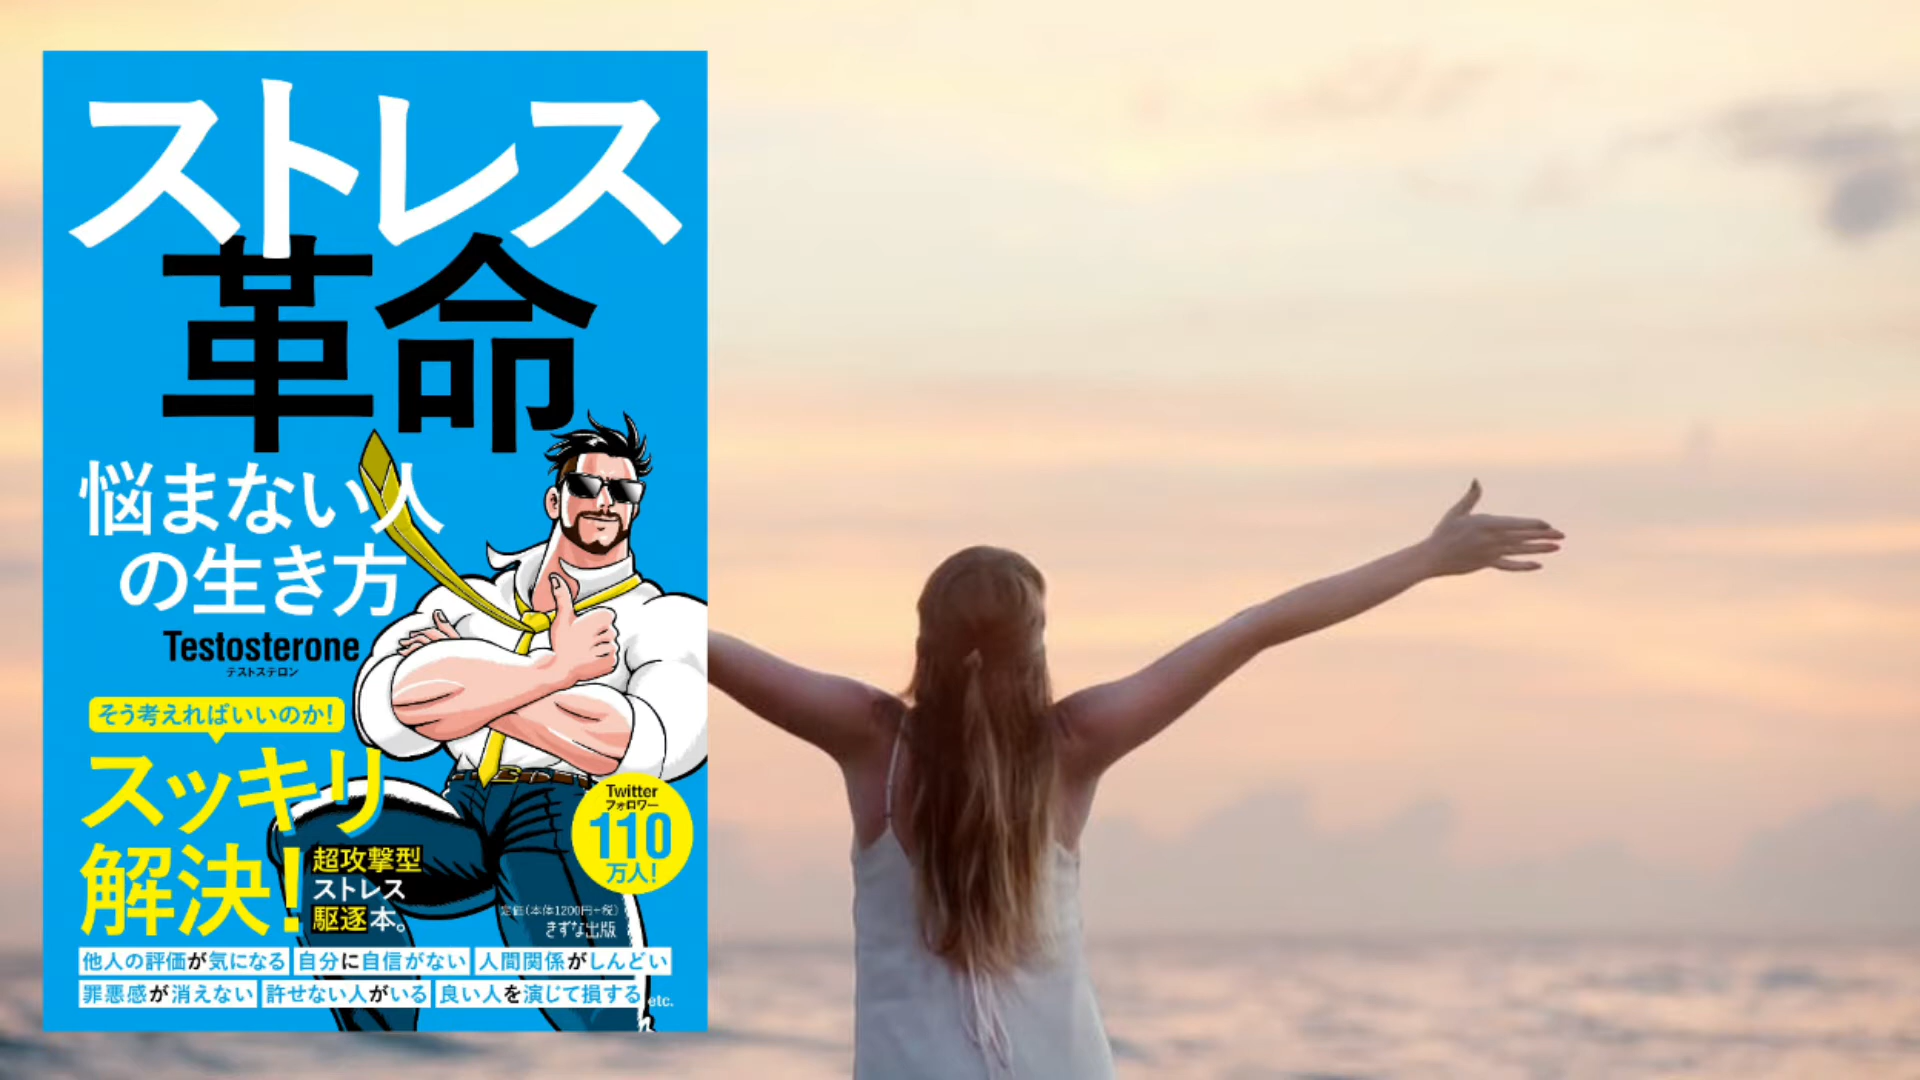 ストレス
革命
悩まない人
の生き方
Testosterone
テストステロン
そう考えればいいのか!
スッキリ
解決!
超攻撃型
ストレス
駆逐本。
Twitter
フォロワー
110
万人!
定価(本体1200円+税)
きずな出版
他人の評価が気になる 自分に自信がない 人間関係がしんどい
罪悪感が消えない 許せない人がいる 良い人を演じて損する etc.